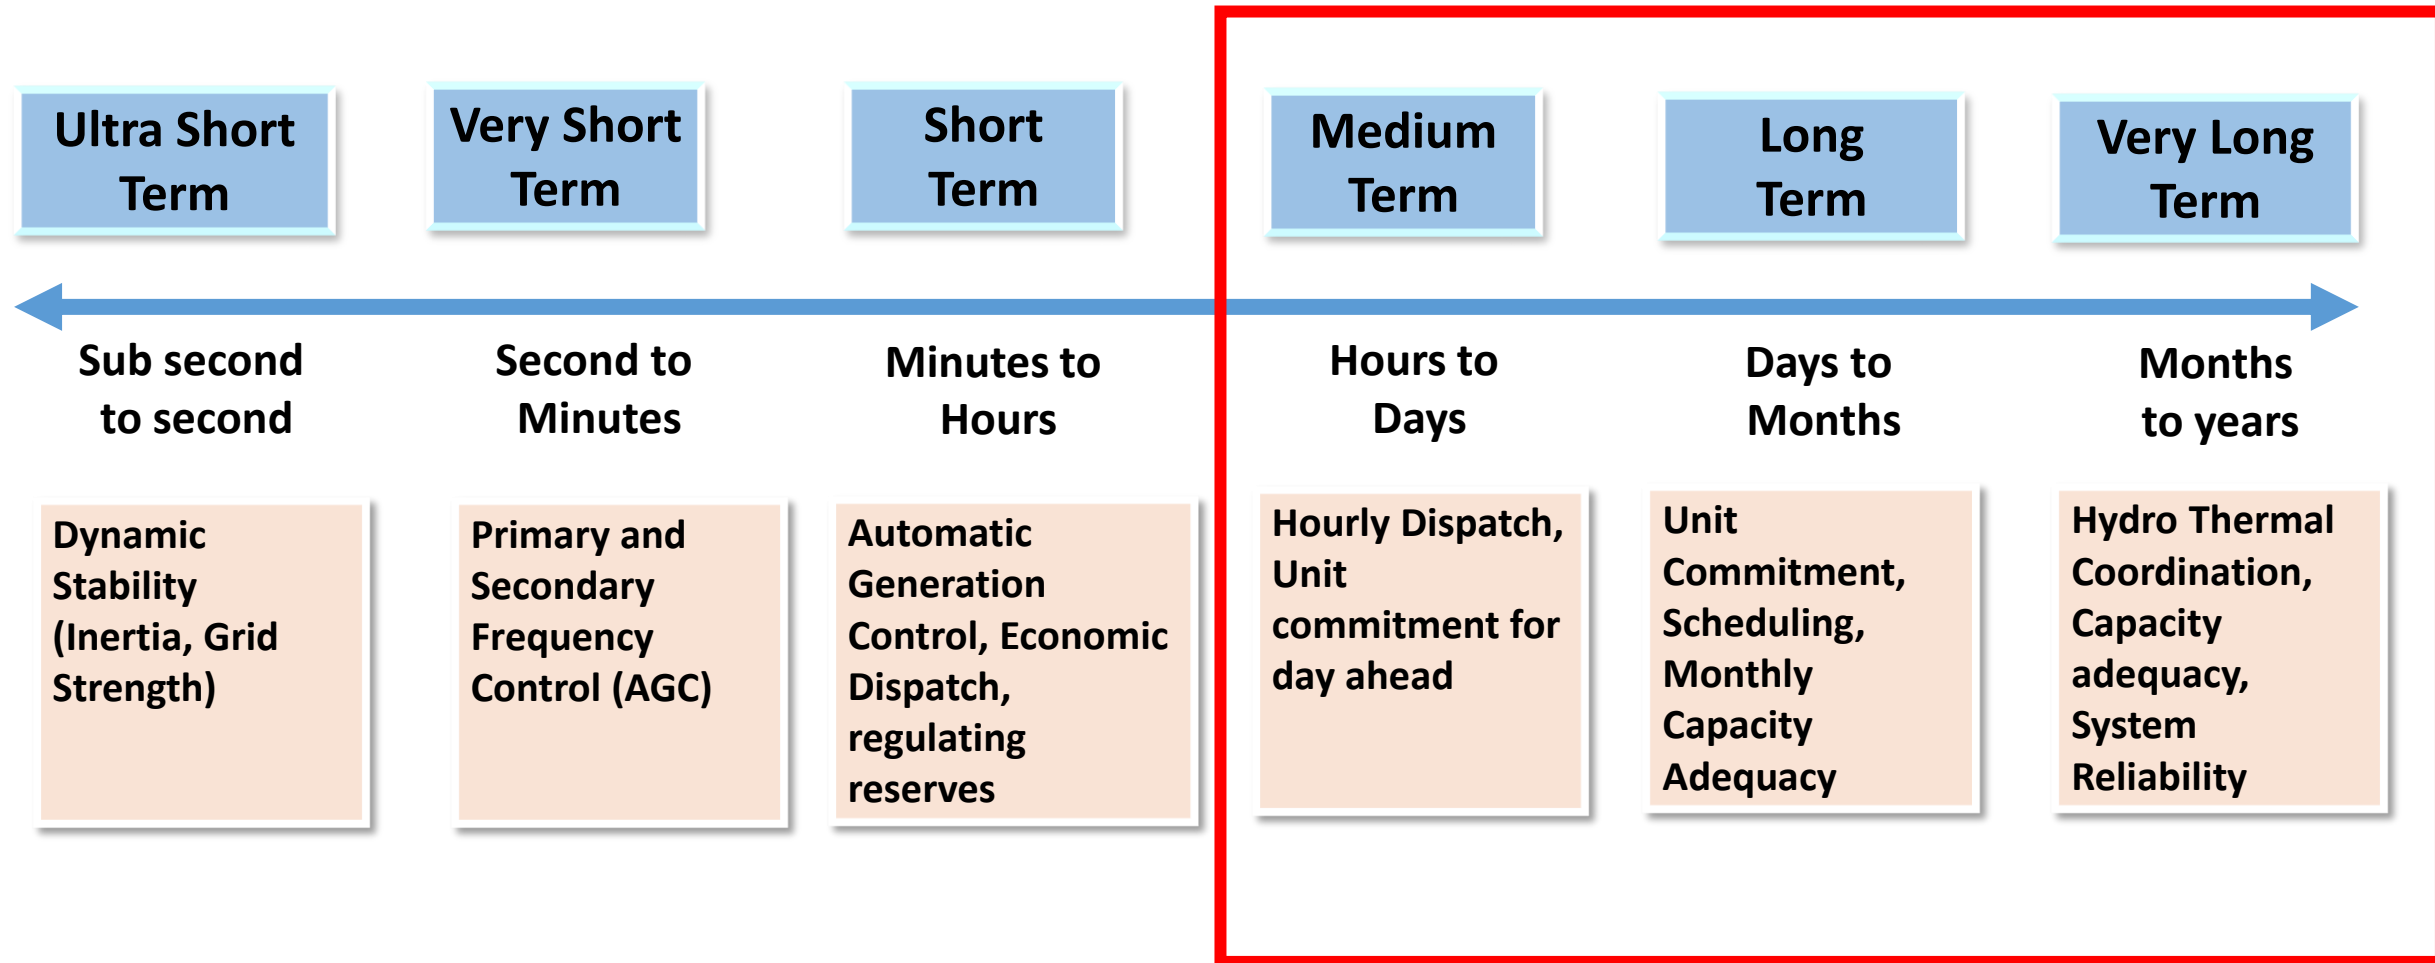 Ultra Short
Term
Very Short
Term
Short
Term
Medium
Term
Long
Term
Very Long
Term
Sub second
to second
Second to
Minutes
Minutes to
Hours
Hours to
Days
Days to
Months
Months
to years
Dynamic
Stability
(Inertia, Grid
Strength)
Primary and
Secondary
Frequency
Control (AGC)
Automatic
Generation
Control, Economic
Dispatch,
regulating
reserves
Hourly Dispatch,
Unit
commitment for
day ahead
Unit
Commitment,
Scheduling,
Monthly
Capacity
Adequacy
Hydro Thermal
Coordination,
Capacity
adequacy,
System
Reliability